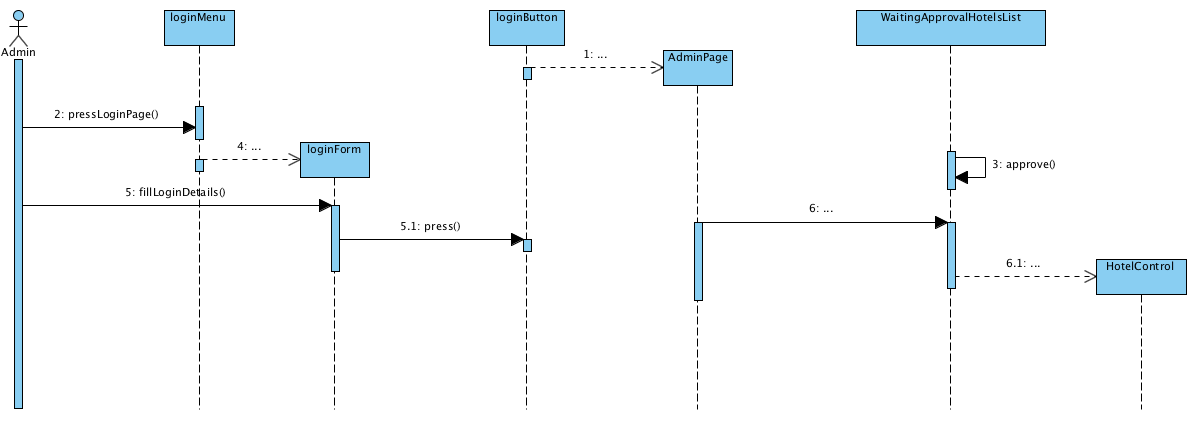 loginMenu
loginButton
WaitingApprovalHotelsList
Admin
1: ...
AdminPage
2: pressLoginPage()
4: ...
loginForm
3: approve()
5: fillLoginDetails()
6: ...
5.1: press()
6.1: ...
HotelControl